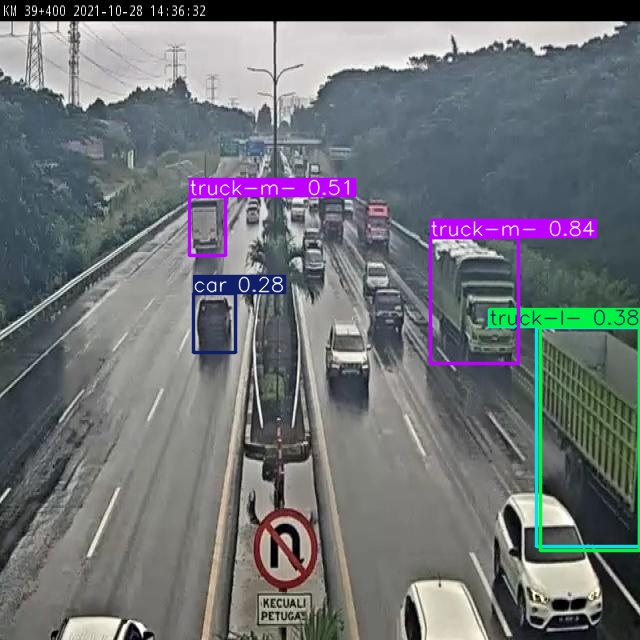 KM 39+400 2021-10-28 14:36:32
truck-m- 0.51
truck-m- 0.84
car 0.28
truck-l- 0.38
KECUALI
PETUGAS